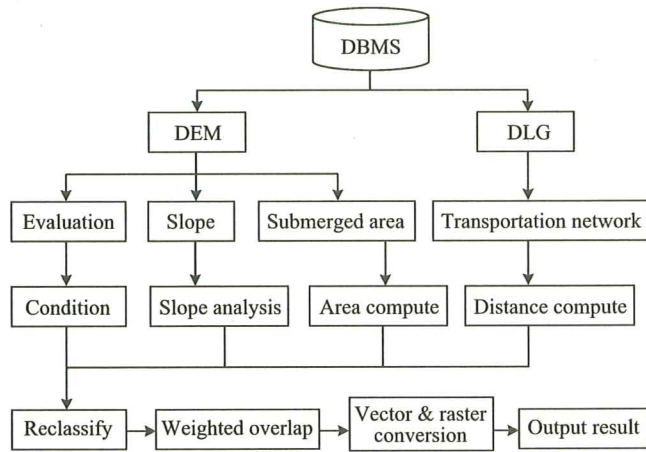 DBMS
DEM
DLG
Evaluation
Slope
Submerged area
Transportation network
Condition
Slope analysis
Area compute
Distance compute
Reclassify
Weighted overlap
Vector & raster
conversion
Output result